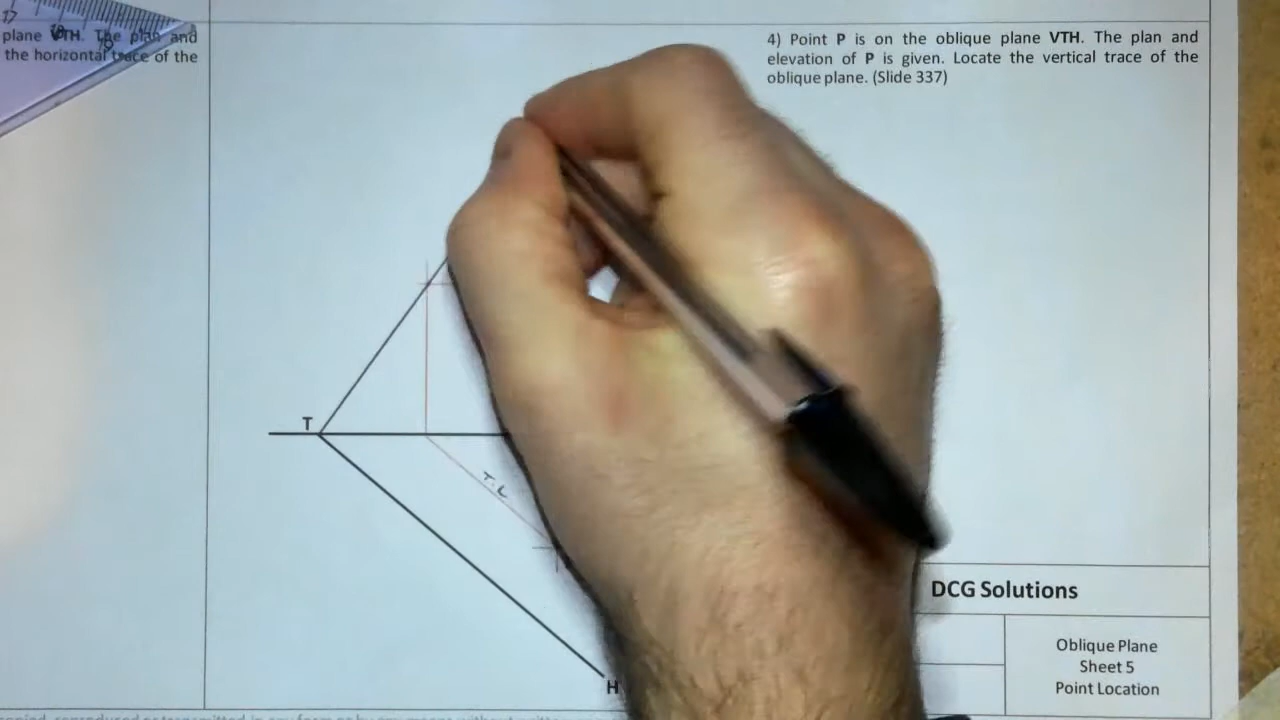 plane VTH. The plan and
the horizontal trace of the
4) Point P is on the oblique plane VTH. The plan and
elevation of P is given. Locate the vertical trace of the
oblique plane. (Slide 337)
T
T.L
H
DCG Solutions
Oblique Plane
Sheet 5
Point Location